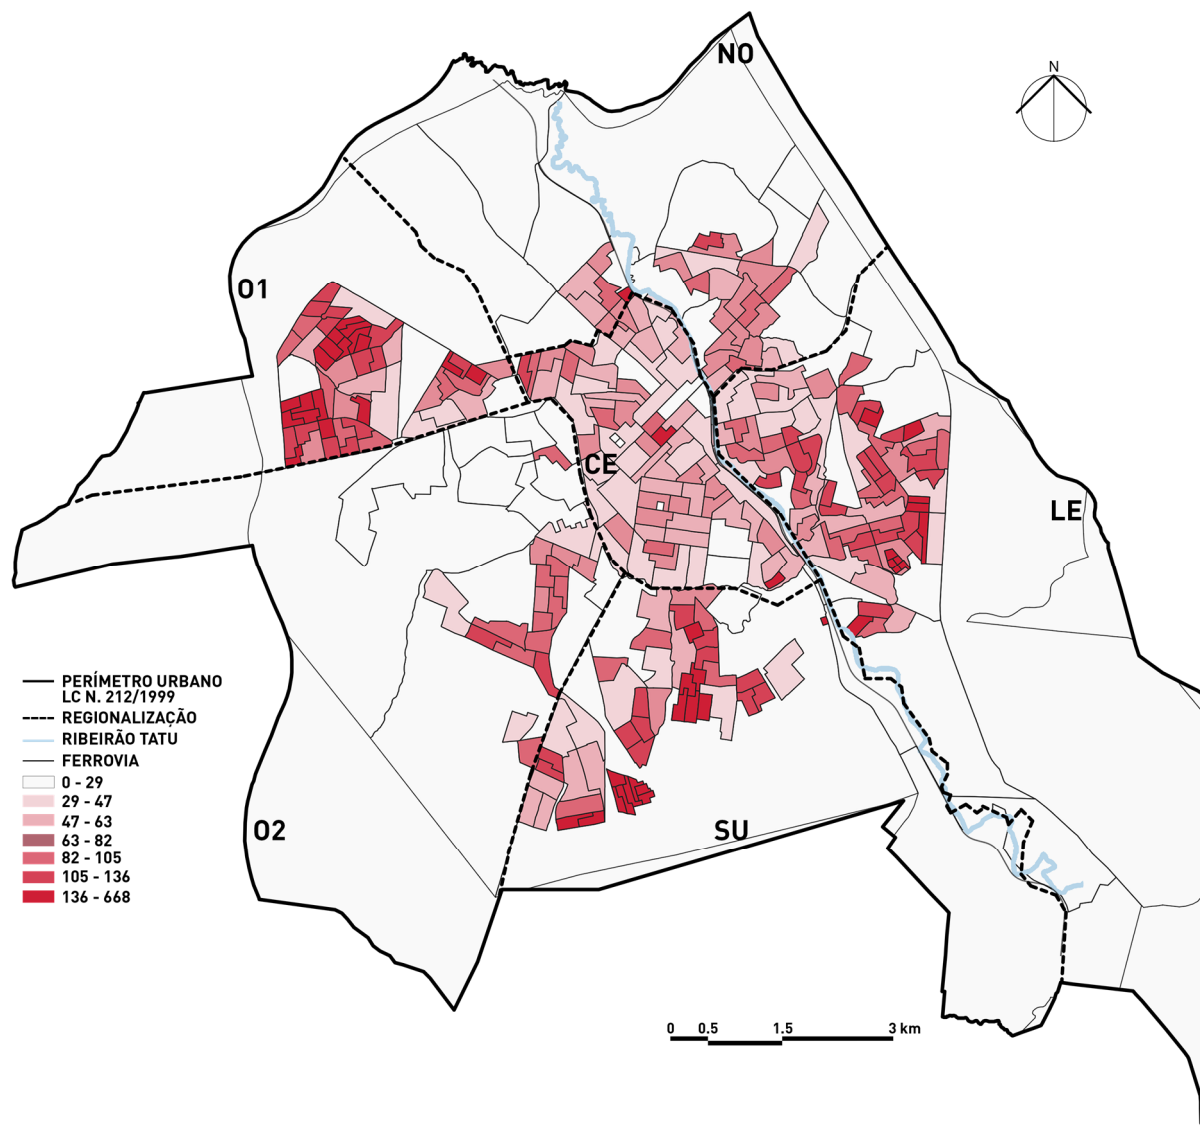 NO
N
O1
CE
LE
PERÍMETRO URBANO
LC N. 212/1999
REGIONALIZAÇÃO
RIBEIRÃO TATU
FERROVIA
0 - 29
29 - 47
47 - 63
63 - 82
82 - 105
105 - 136
136 - 668
O2
SU
0 0.5 1.5 3 km